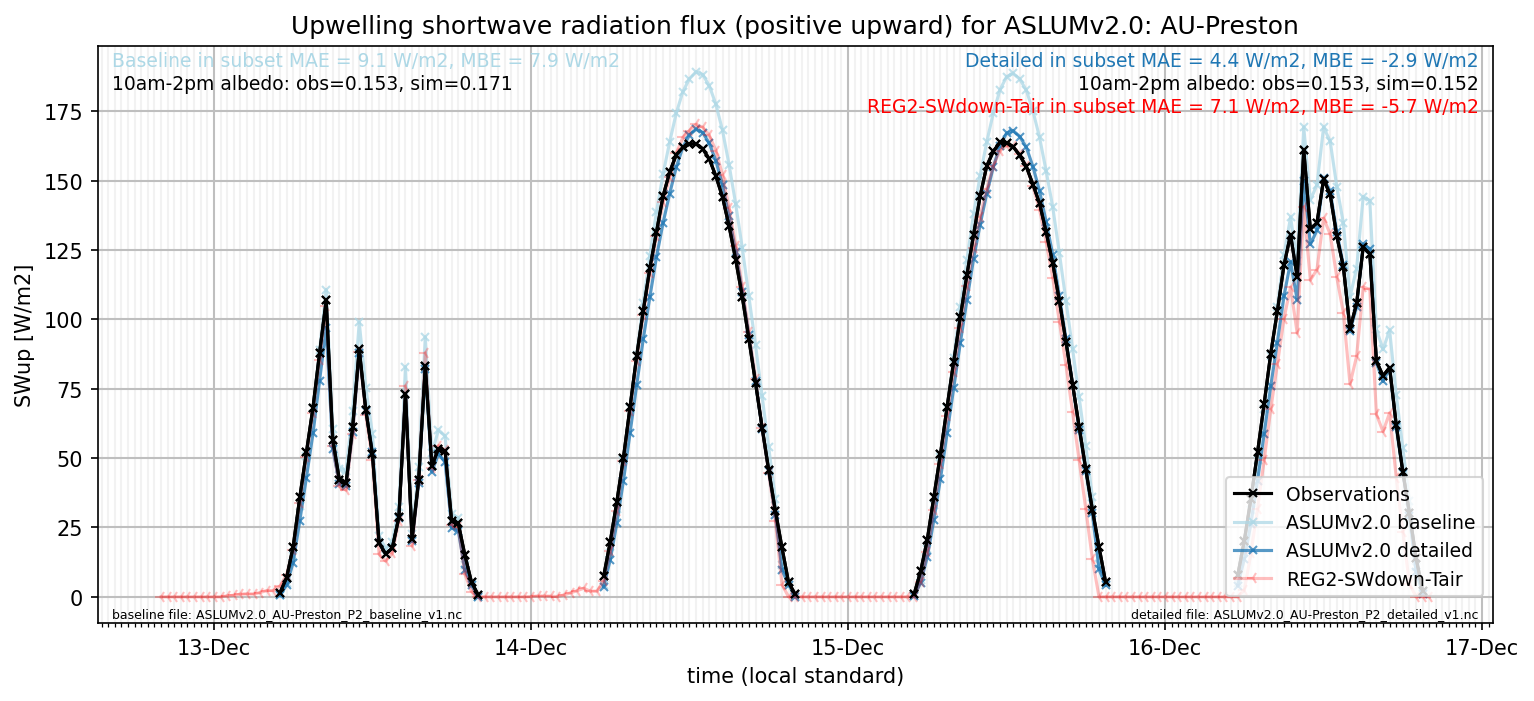 Upwelling shortwave radiation flux (positive upward) for ASLUMv2.0: AU-Preston
Baseline in subset MAE = 9.1 W/m2, MBE = 7.9 W/m2
10am-2pm albedo: obs=0.153, sim=0.171
Detailed in subset MAE = 4.4 W/m2, MBE = -2.9 W/m2
10am-2pm albedo: obs=0.153, sim=0.152
REG2-SWdown-Tair in subset MAE = 7.1 W/m2, MBE = -5.7 W/m2
SWup [W/m2]
175
150
125
100
75
50
25
0
Observations
ASLUMv2.0 baseline
ASLUMv2.0 detailed
REG2-SWdown-Tair
baseline file: ASLUMv2.0_AU-Preston_P2_baseline_v1.nc
detailed file: ASLUMv2.0_AU-Preston_P2_detailed_v1.nc
13-Dec
14-Dec
15-Dec
16-Dec
17-Dec
time (local standard)